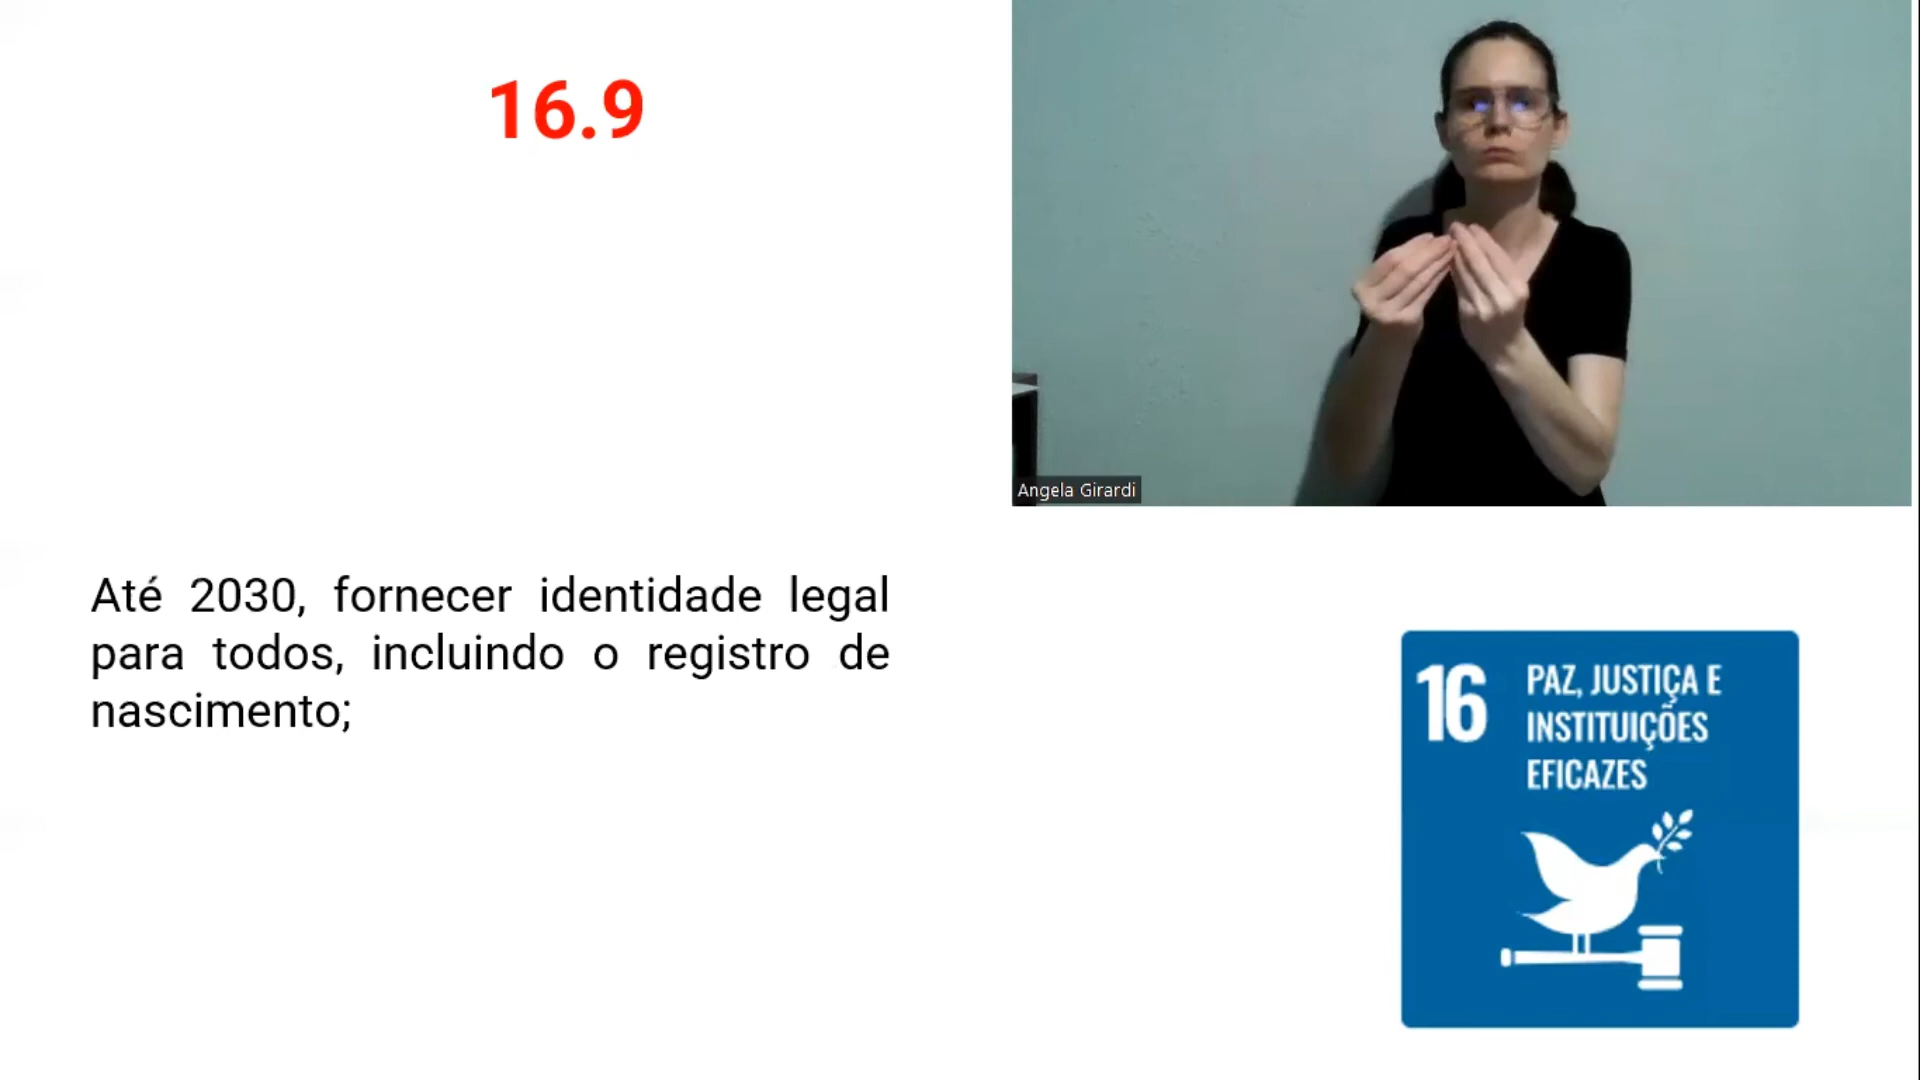 16.9
Angela Girardi
Até 2030, fornecer identidade legal
para todos, incluindo o registro de
nascimento;
16
PAZ, JUSTIÇA E
INSTITUIÇÕES
EFICAZES